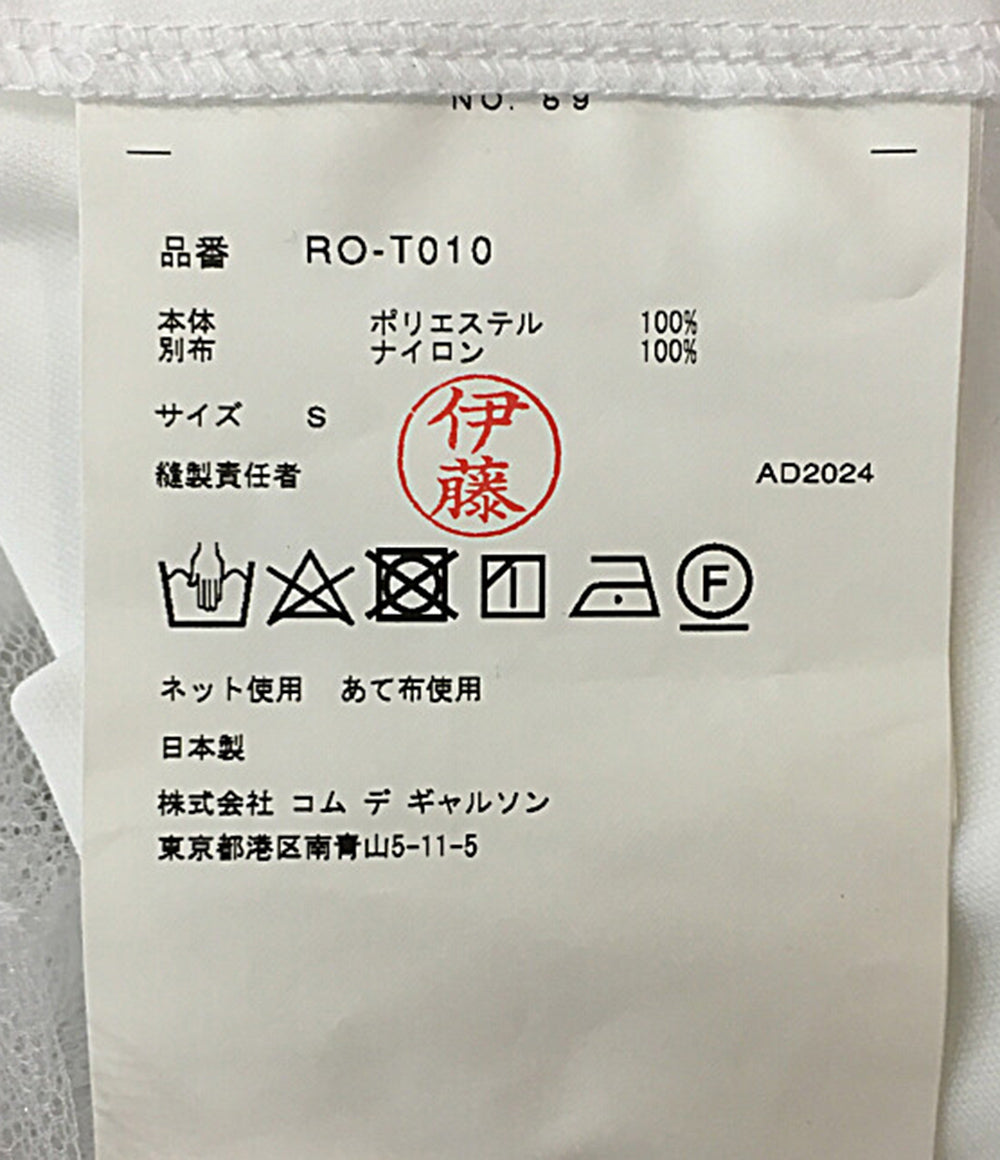 NO. 89
品番 RO-T010
本体 ポリエステル 100%
別布 ナイロン 100%
サイズ S
伊藤
縫製責任者 AD2024
F
ネット使用 あて布使用
日本製
株式会社 コム デ ギャルソン
東京都港区南青山5-11-5